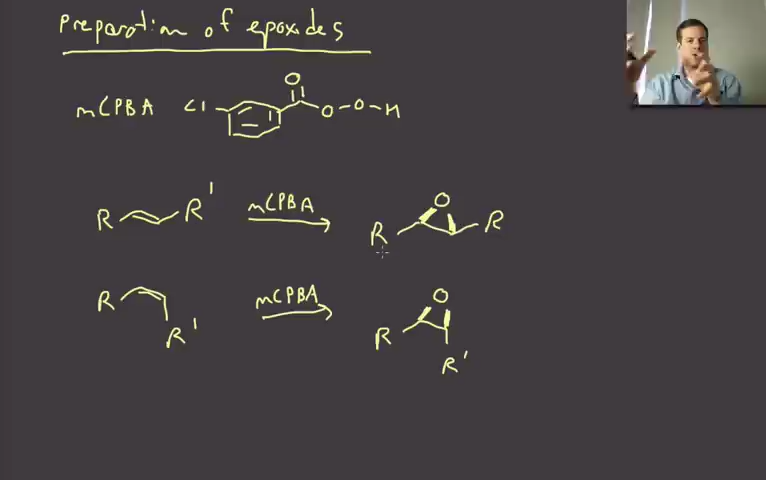 Preparation of epoxides
mCPBA Cl O O-O-H
R R' mCPBA O R R
R R' mCPBA O R R'